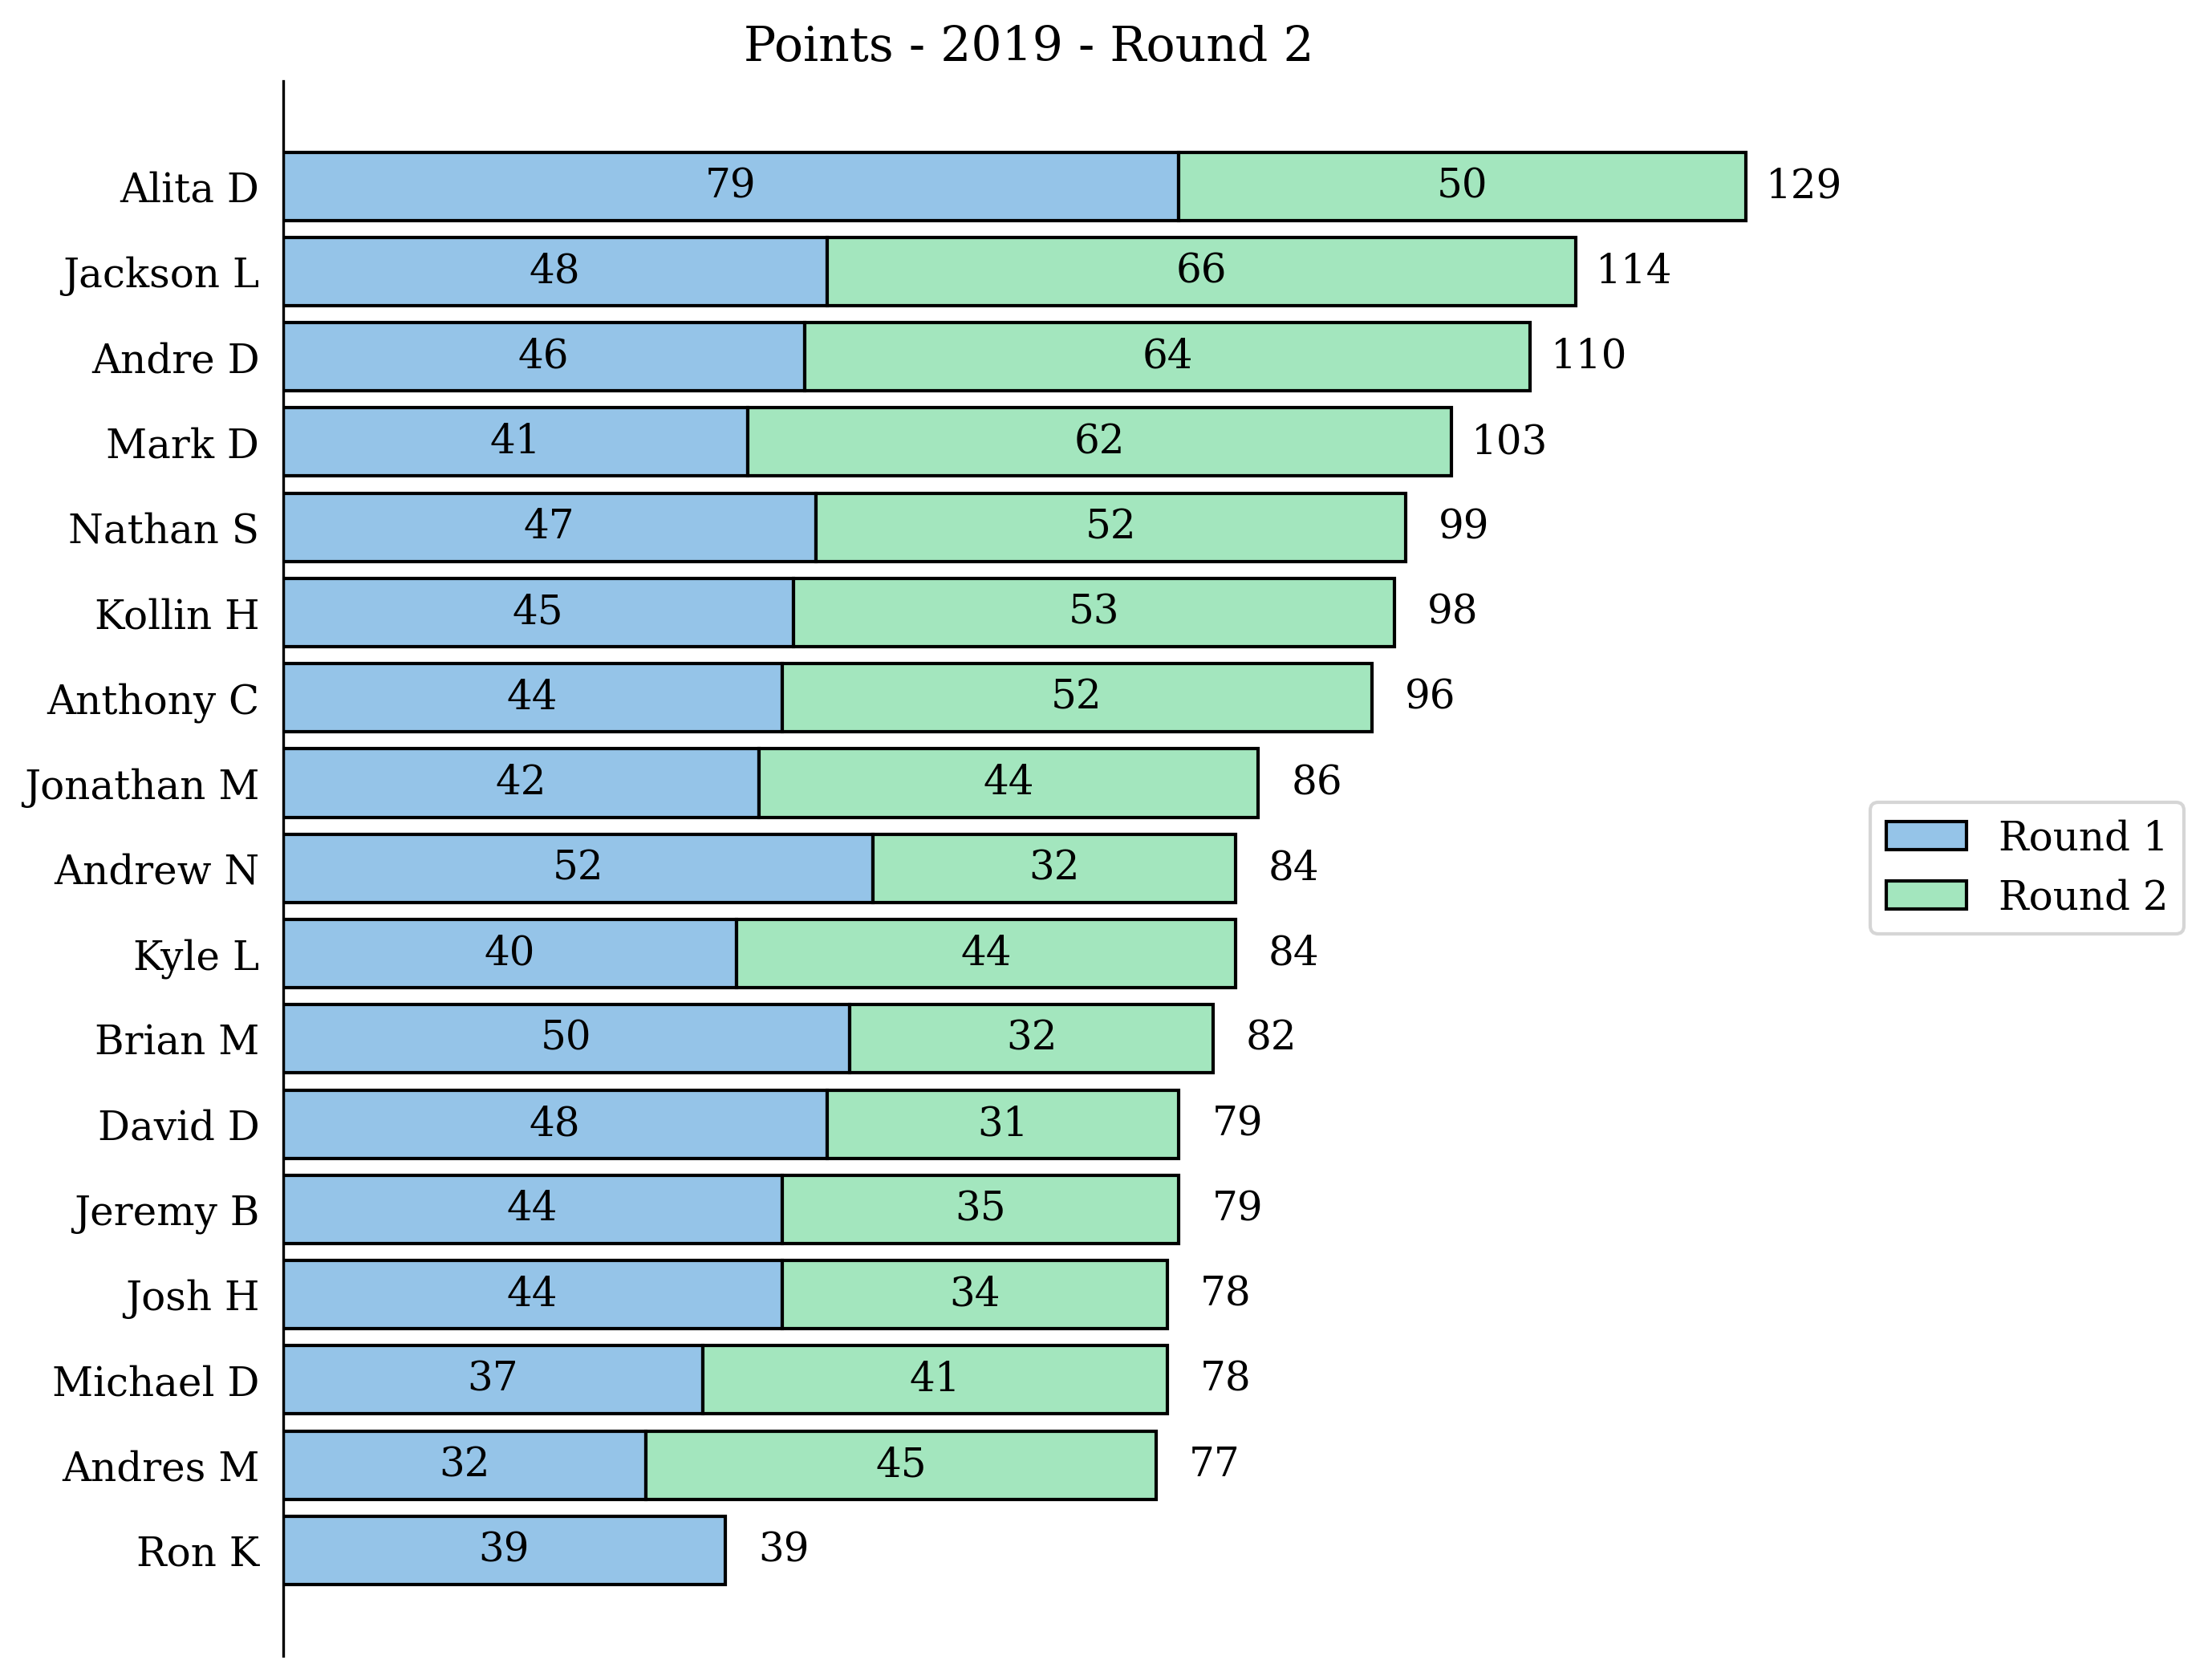 Points - 2019 - Round 2
Alita D 79 50 129
Jackson L 48 66 114
Andre D 46 64 110
Mark D 41 62 103
Nathan S 47 52 99
Kollin H 45 53 98
Anthony C 44 52 96
Jonathan M 42 44 86
Andrew N 52 32 84
Kyle L 40 44 84
Brian M 50 32 82
David D 48 31 79
Jeremy B 44 35 79
Josh H 44 34 78
Michael D 37 41 78
Andres M 32 45 77
Ron K 39 39
Round 1
Round 2